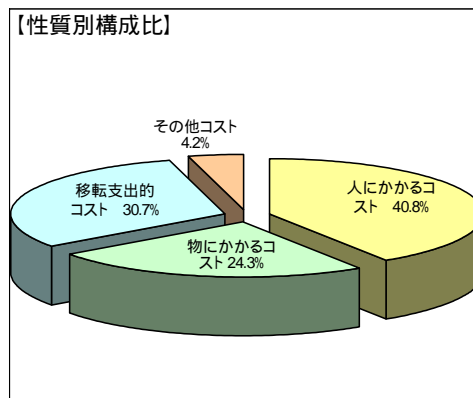 【性質別構成比】
その他コスト
4.2%
移転支出的
コスト 30.7%
人にかかるコ
スト 40.8%
物にかかるコ
スト 24.3%